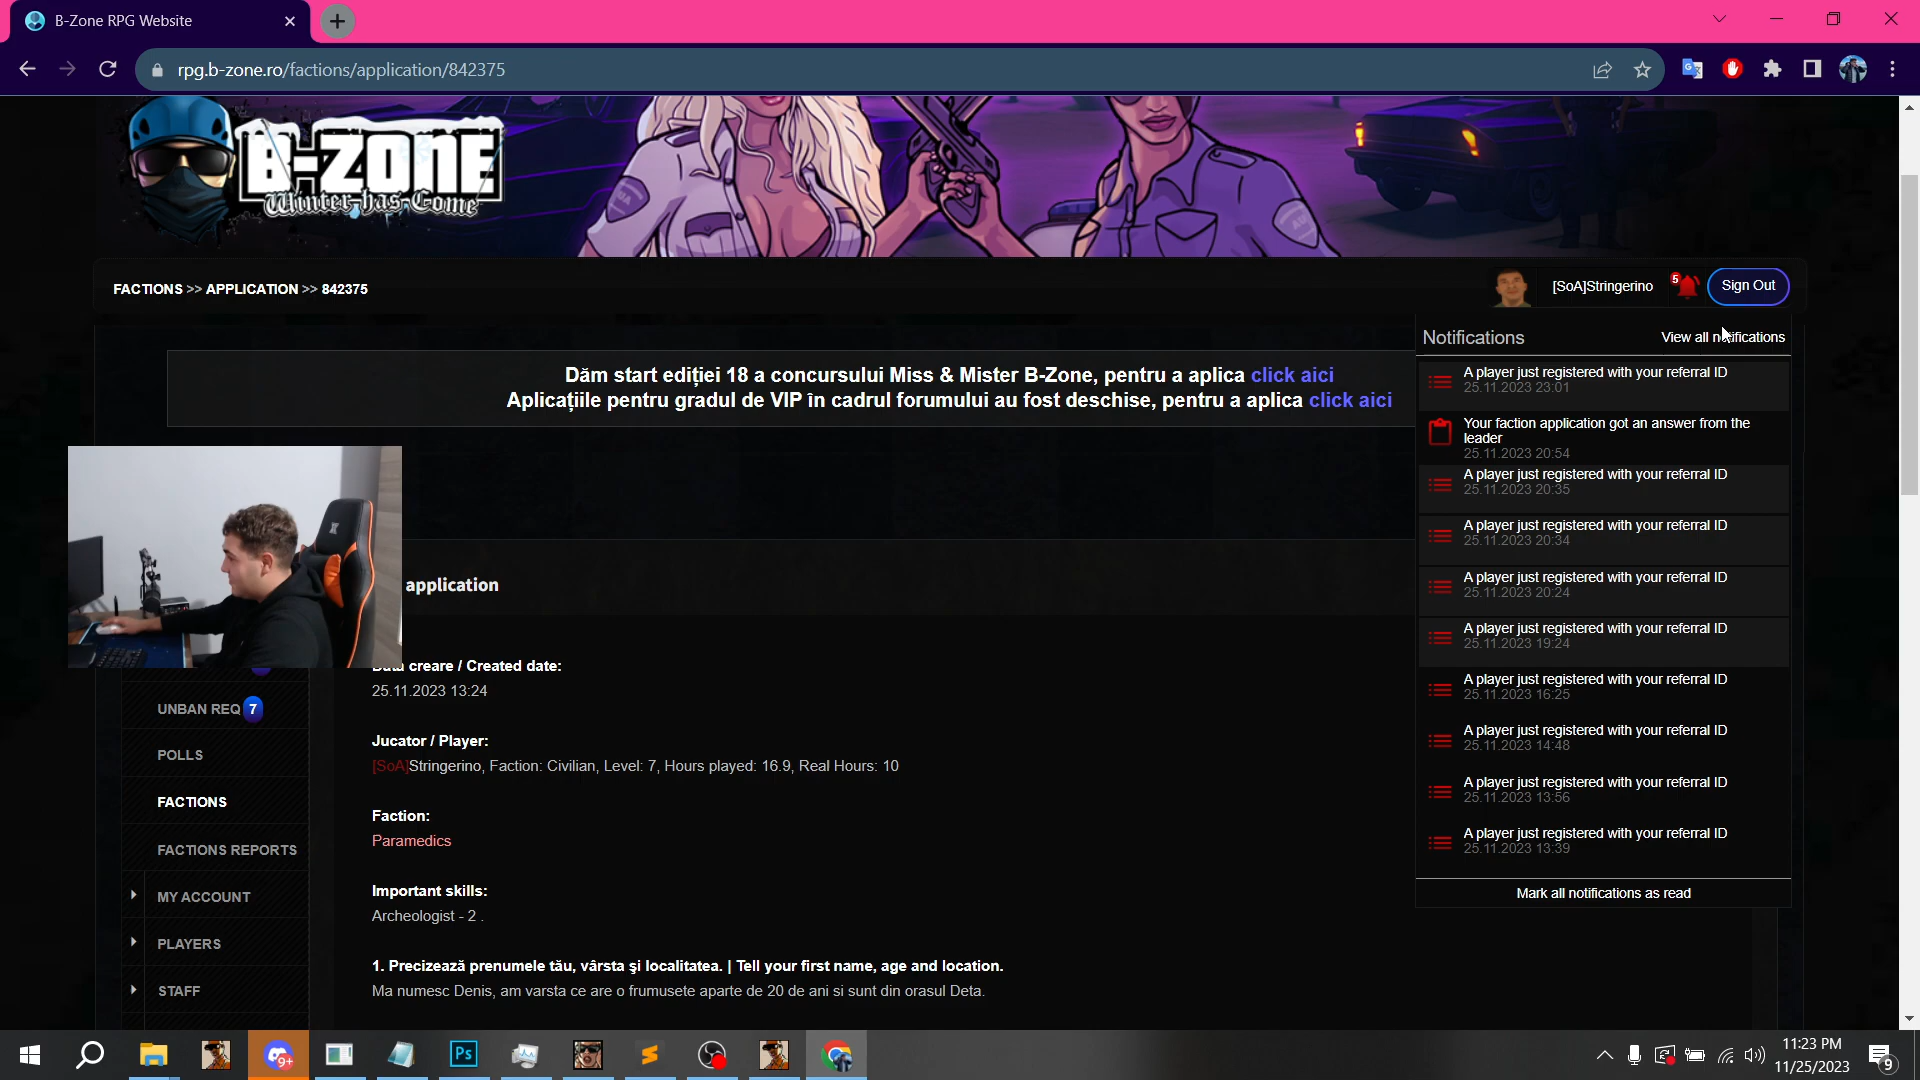 B-Zone RPG Website
rpg.b-zone.ro/factions/application/842375
B-ZONE
Winter has Come
FACTIONS >> APPLICATION >> 842375
[SoA]Stringerino
5
Sign Out
Notifications
View all notifications
Dăm start ediției 18 a concursului Miss & Mister B-Zone, pentru a aplica click aici
Aplicațiile pentru gradul de VIP în cadrul forumului au fost deschise, pentru a aplica click aici
A player just registered with your referral ID
25.11.2023 23:01
Your faction application got an answer from the
leader
25.11.2023 20:54
A player just registered with your referral ID
25.11.2023 20:35
A player just registered with your referral ID
25.11.2023 20:34
A player just registered with your referral ID
25.11.2023 20:24
A player just registered with your referral ID
25.11.2023 19:24
A player just registered with your referral ID
25.11.2023 16:25
A player just registered with your referral ID
25.11.2023 14:48
A player just registered with your referral ID
25.11.2023 13:56
A player just registered with your referral ID
25.11.2023 13:39
Mark all notifications as read
application
creare / Created date:
25.11.2023 13:24
Jucator / Player:
[SoA]Stringerino, Faction: Civilian, Level: 7, Hours played: 16.9, Real Hours: 10
Faction:
Paramedics
Important skills:
Archeologist - 2 .
1. Precizează prenumele tău, vârsta şi localitatea. | Tell your first name, age and location.
Ma numesc Denis, am varsta ce are o frumusete aparte de 20 de ani si sunt din orasul Deta.
UNBAN REQ 7
POLLS
FACTIONS
FACTIONS REPORTS
MY ACCOUNT
PLAYERS
STAFF
9+
Ps
11:23 PM
11/25/2023
9